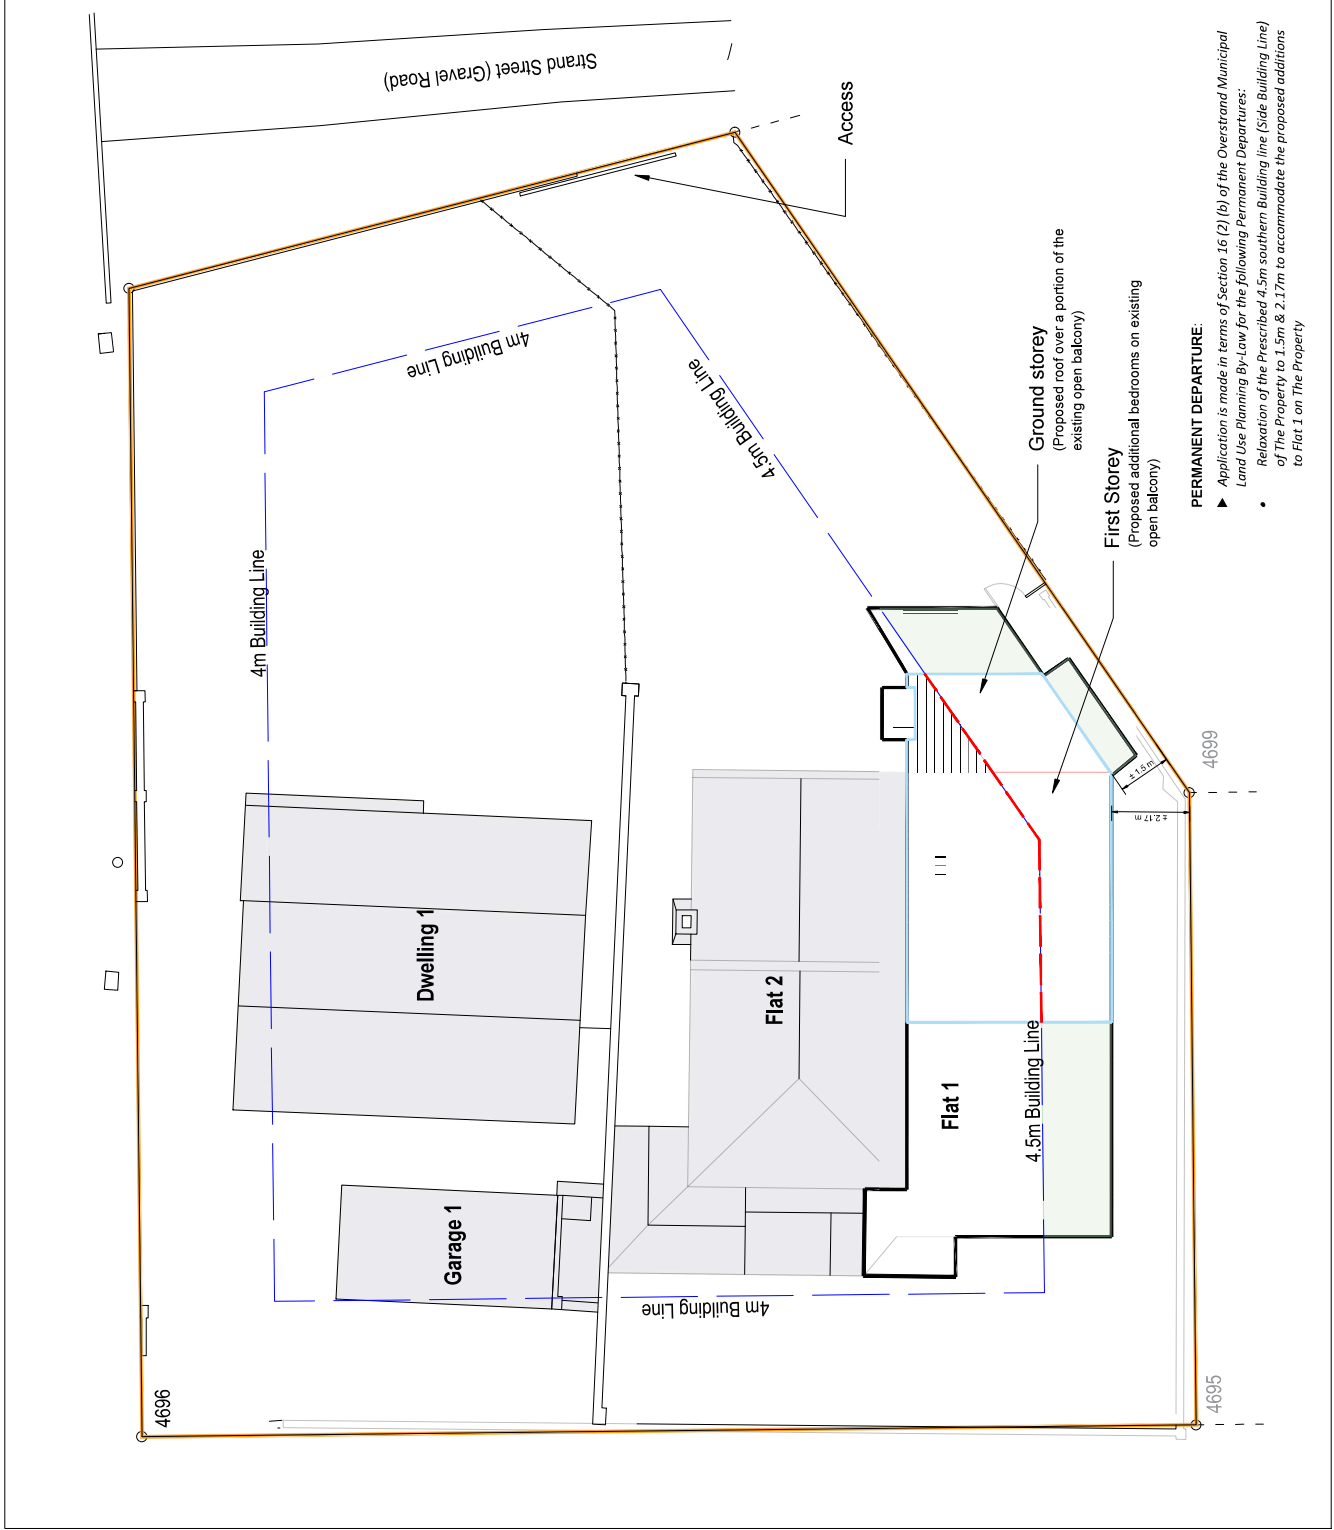 Strand Street (Gravel Road)
Access
4m Building Line
4.5m Building Line
4m Building Line
Ground storey
(Proposed roof over a portion of the
existing open balcony)
First Storey
(Proposed additional bedrooms on existing
open balcony)
PERMANENT DEPARTURE:
► Application is made in terms of Section 16 (2) (b) of the Overstrand Municipal
Land Use Planning By-Law for the following Permanent Departures:
• Relaxation of the Prescribed 4.5m southern Building line (Side Building Line)
of The Property to 1.5m & 2.17m to accommodate the proposed additions
to Flat 1 on The Property
4699
± 1.5 m
± 2.17 m
Dwelling 1
Flat 2
Flat 1
4.5m Building Line
Garage 1
4m Building Line
4696
4695